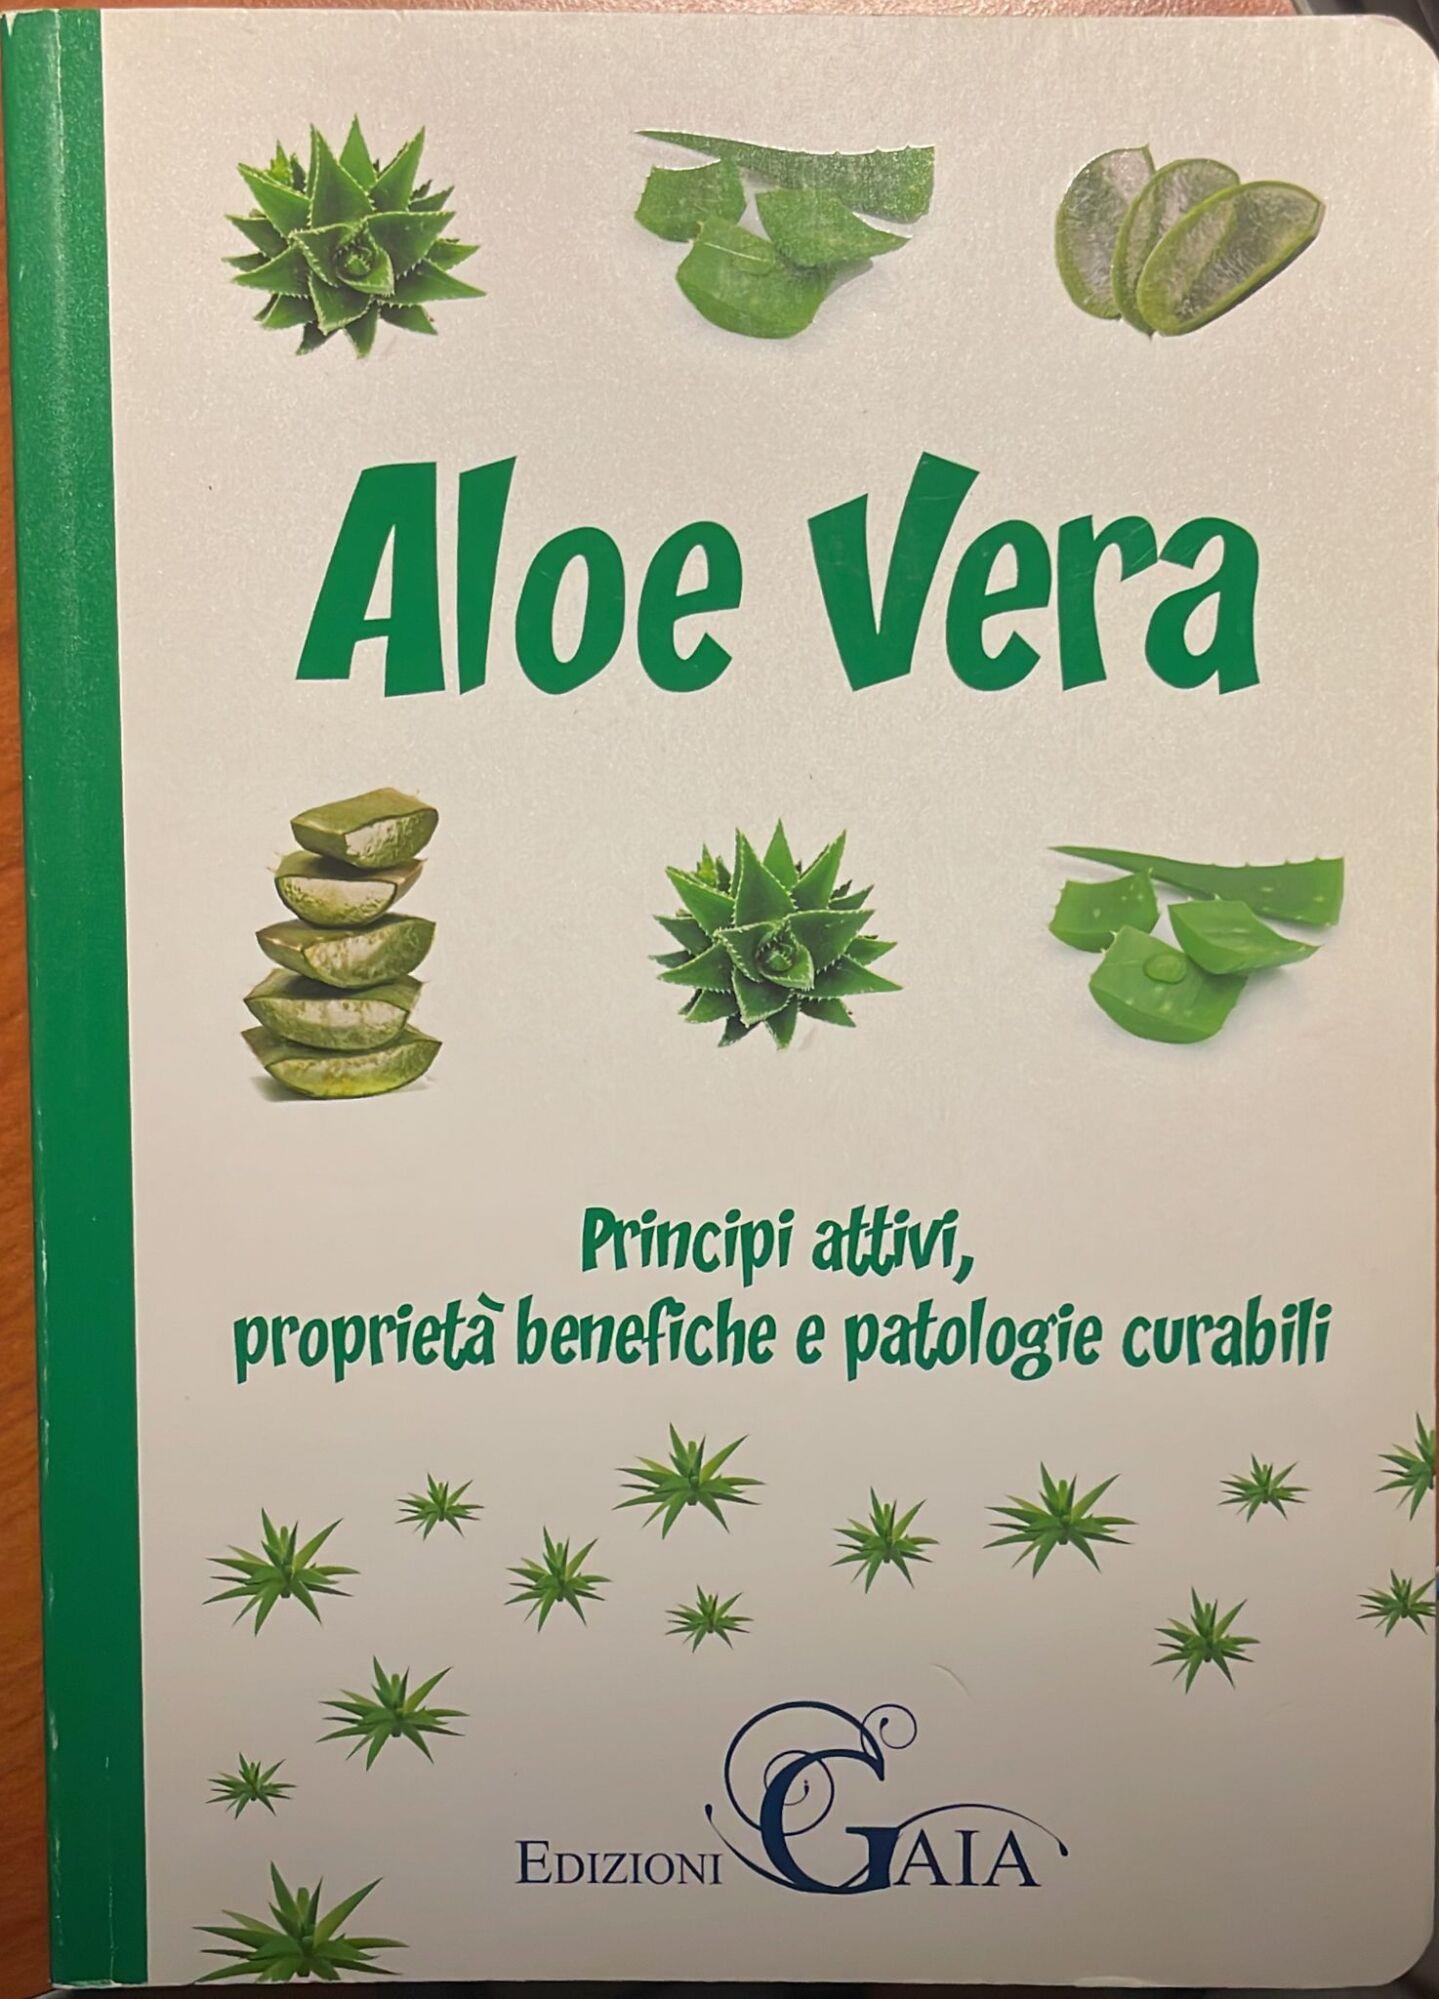 Aloe Vera
Principi attivi,
proprietà benefiche e patologie curabili
EDIZIONI GAIA